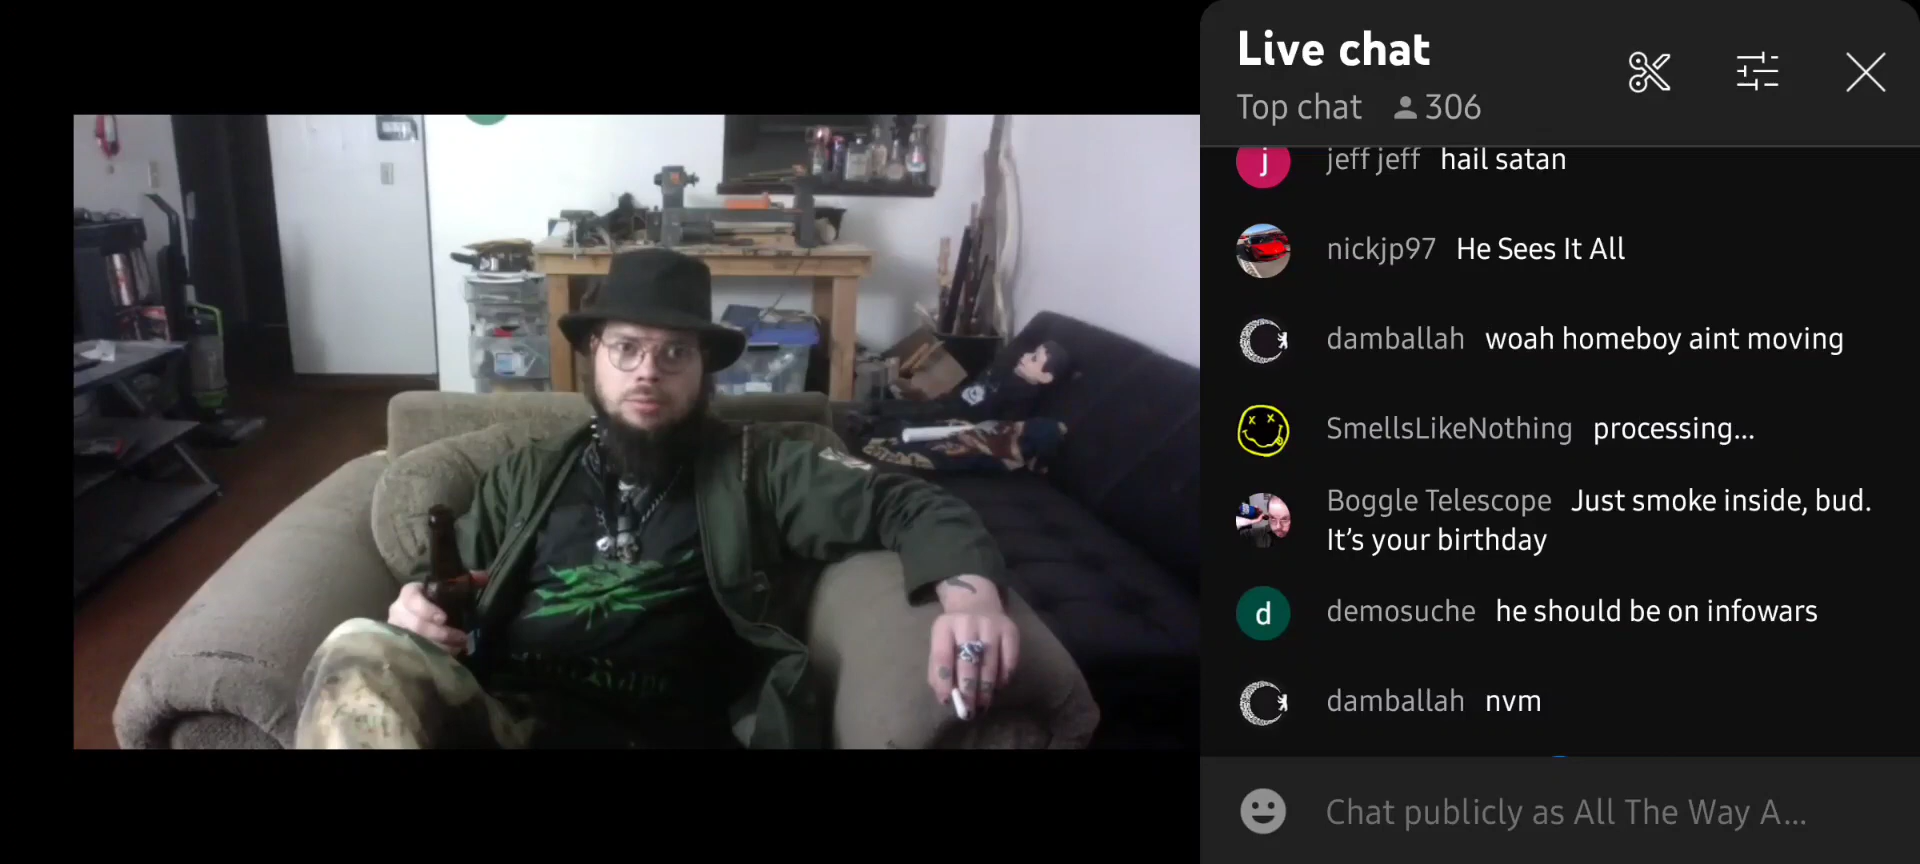 Live chat
Top chat 306
j jeff jeff hail satan
nickjp97 He Sees It All
damballah woah homeboy aint moving
SmellsLikeNothing processing...
Boggle Telescope Just smoke inside, bud.
It's your birthday
d demosuche he should be on infowars
damballah nvm
Chat publicly as All The Way A...